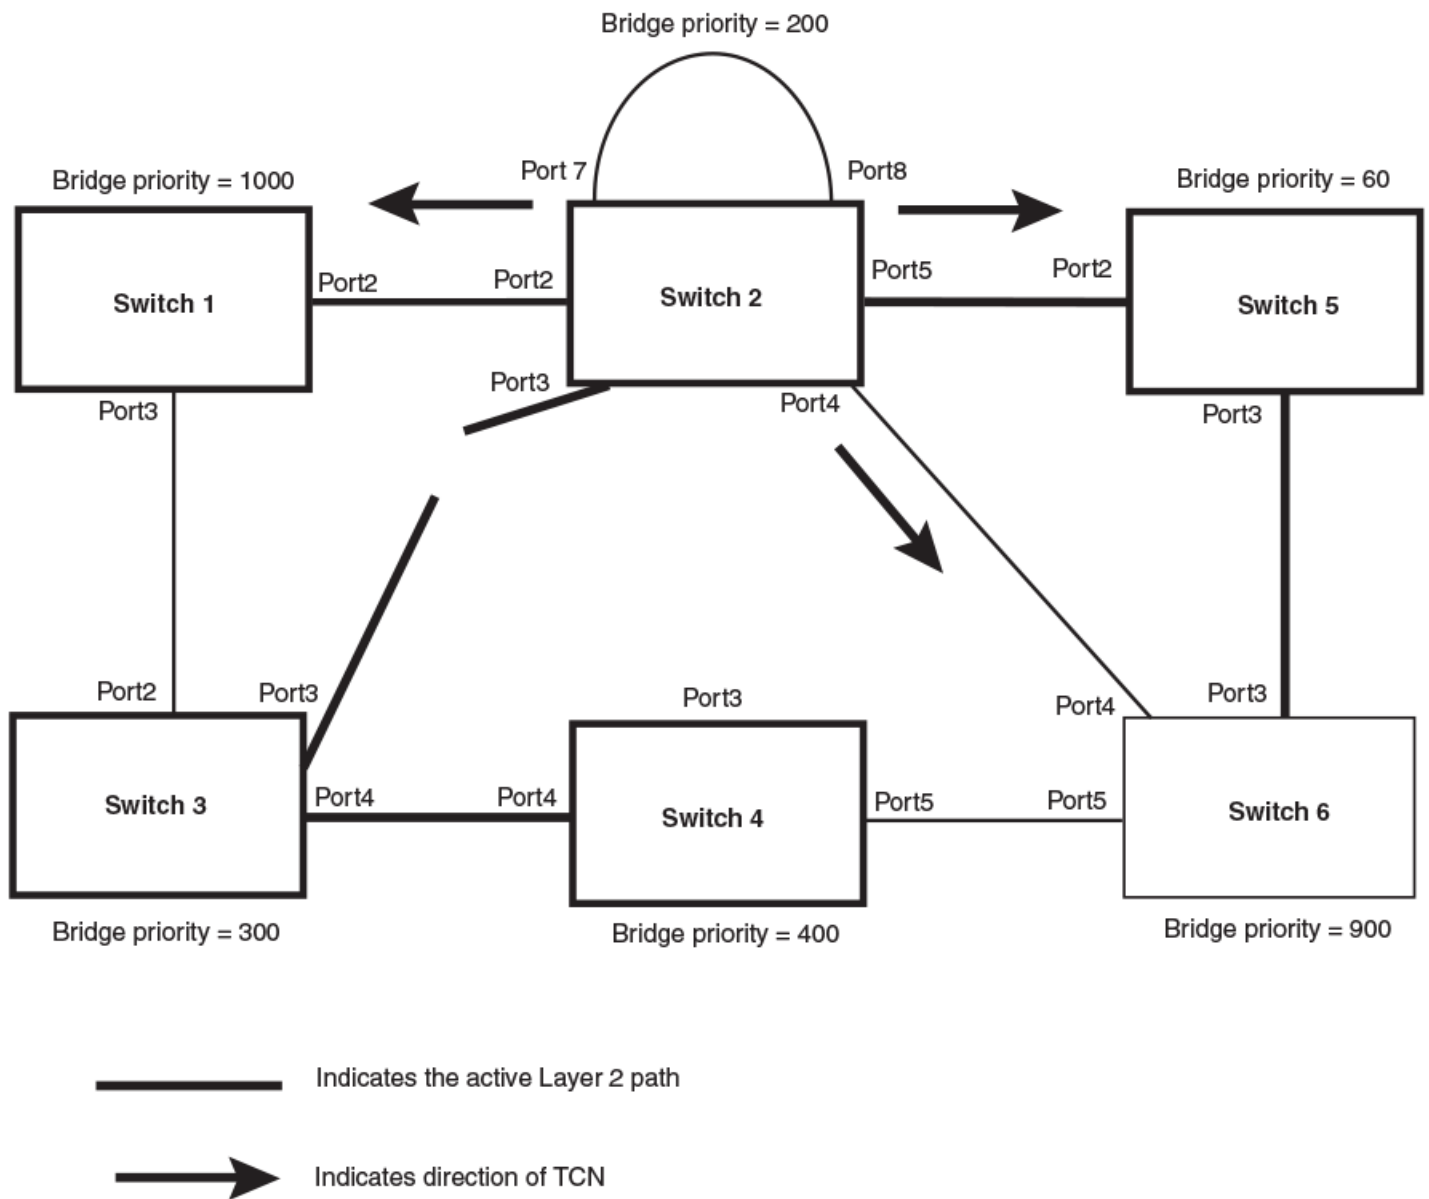 Bridge priority = 200
Port 7
Port8
Bridge priority = 1000
Bridge priority = 60
Port2
Port2
Port5
Port2
Switch 1
Switch 2
Switch 5
Port3
Port3
Port4
Port3
Port2
Port3
Port3
Port4
Port3
Port4
Port4
Port5
Port5
Switch 3
Switch 4
Switch 6
Bridge priority = 300
Bridge priority = 400
Bridge priority = 900
Indicates the active Layer 2 path
Indicates direction of TCN